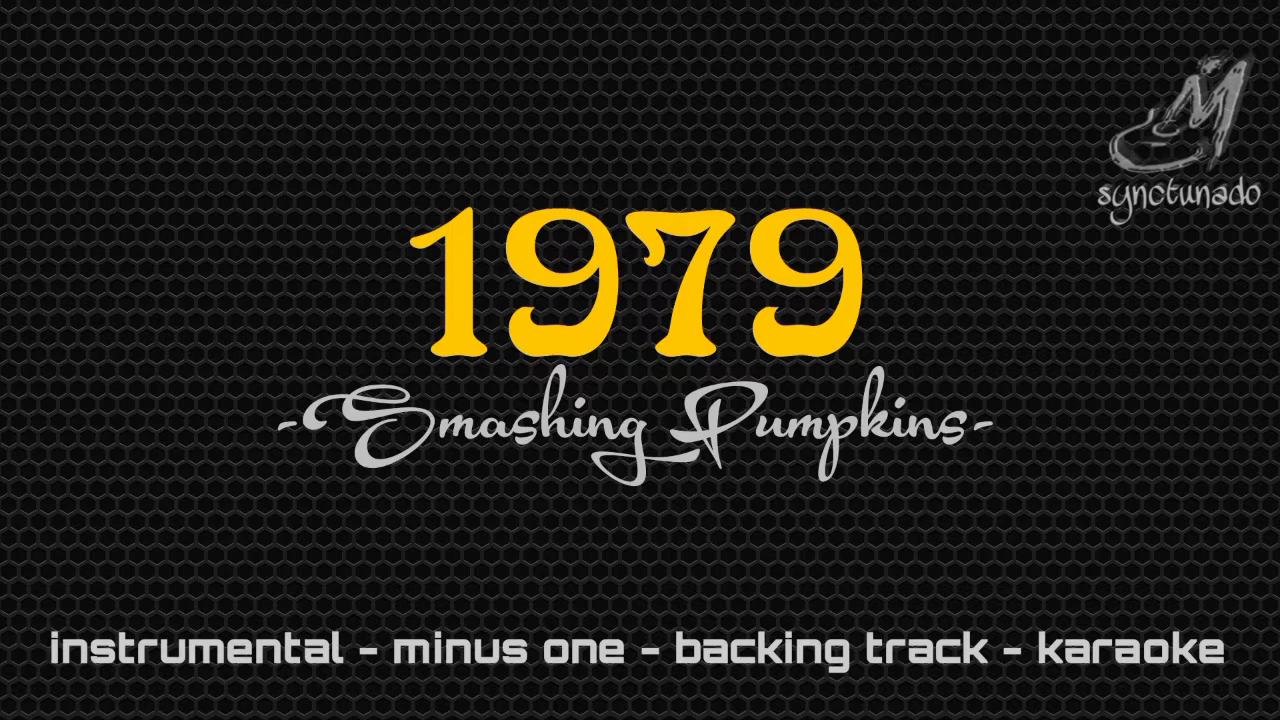 synctunado
1979
-Smashing Pumpkins-
instrumental - minus one - backing track - karaoke